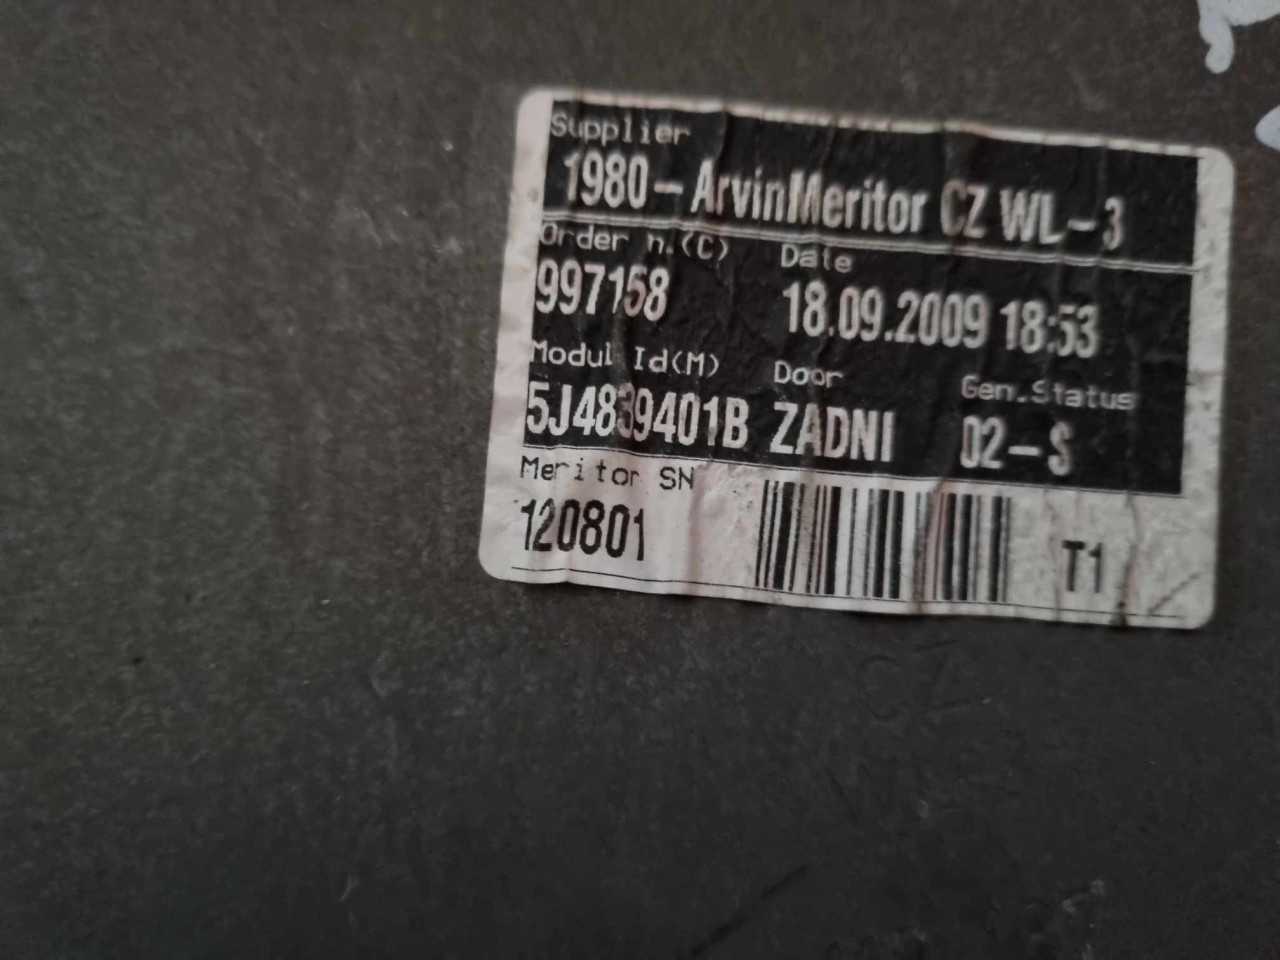 Supplier
1980-ArvinMeritor CZ WL-3
Order n.(C) Date
997158 18.09.2009 18:53
Modul Id(M) Door Gen.Status
5J4839401B ZADNI 02-S
Meritor SN
120801 T1
CZ